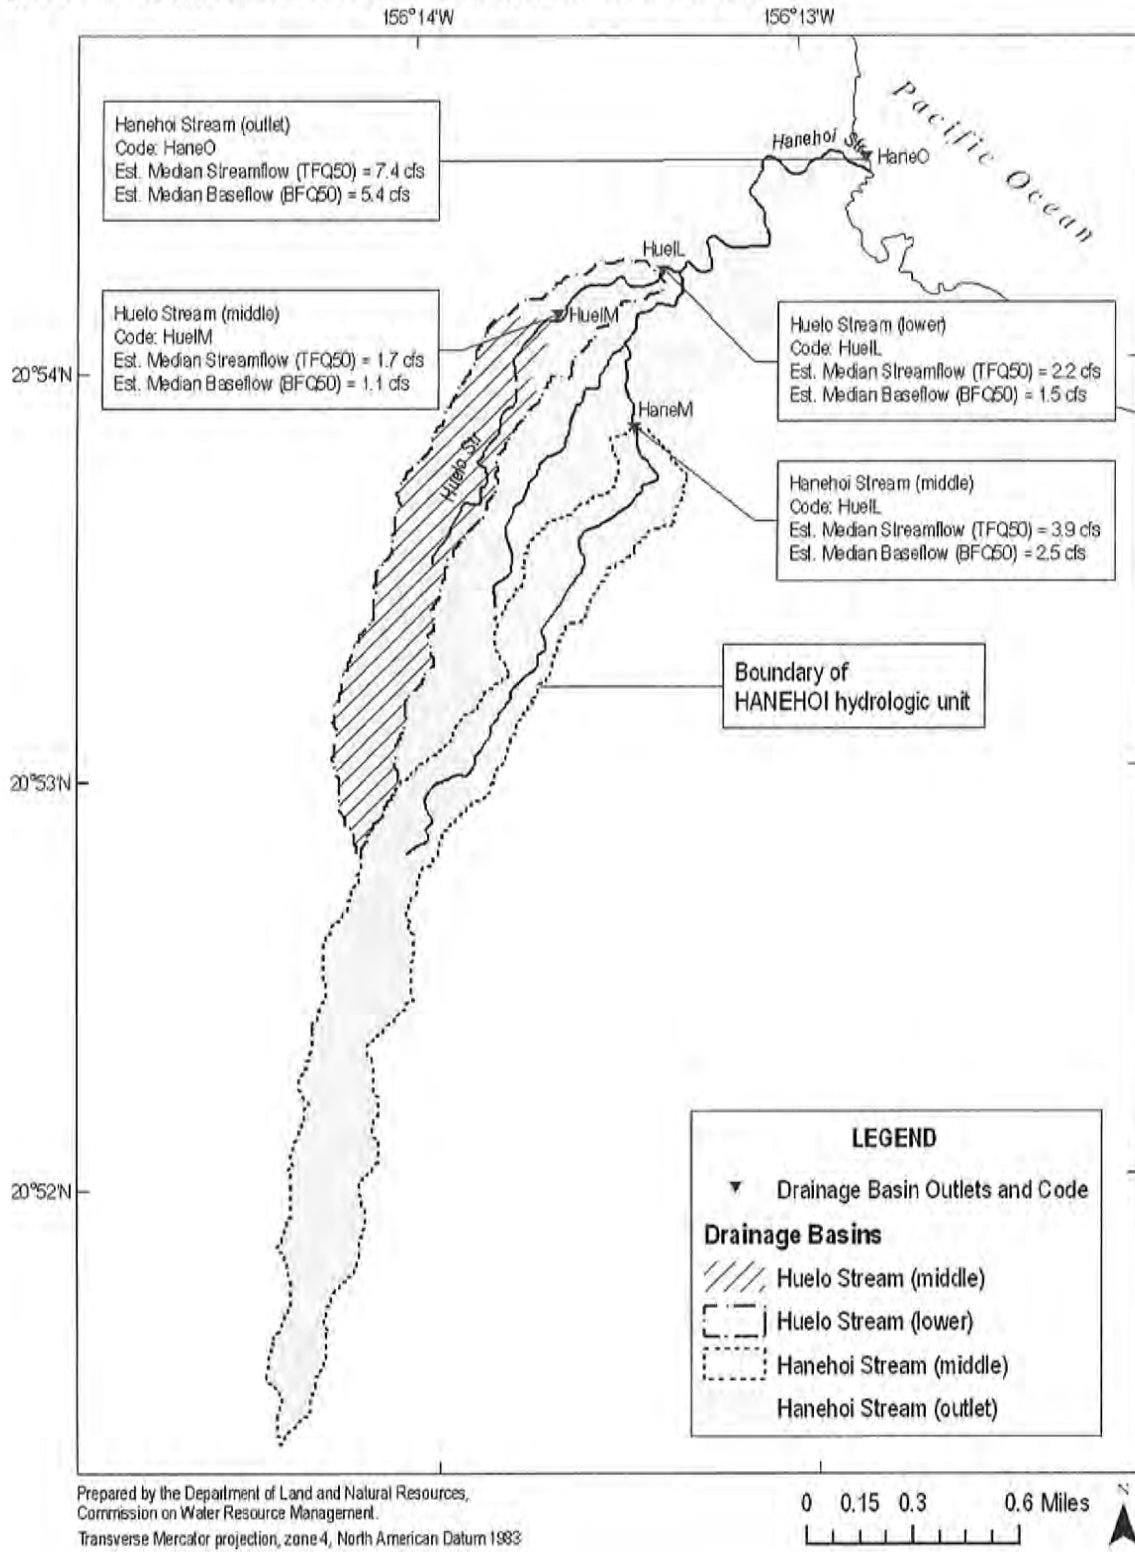 156°14'W
156°13'W
Hanehoi Stream (outlet)
Code: HaneO
Est. Median Streamflow (TFQ50) = 7.4 cfs
Est. Median Baseflow (BFQ50) = 5.4 cfs
Pacific Ocean
Hanehoi Str
HaneO
HuelL
Huelo Stream (middle)
Code: HuelM
Est. Median Streamflow (TFQ50) = 1.7 cfs
Est. Median Baseflow (BFQ50) = 1.1 cfs
HuelM
Huelo Stream (lower)
Code: HuelL
Est. Median Streamflow (TFQ50) = 2.2 cfs
Est. Median Baseflow (BFQ50) = 1.5 cfs
20°54'N
HaneM
Huelo Str
Hanehoi Stream (middle)
Code: HuelL
Est. Median Streamflow (TFQ50) = 3.9 cfs
Est. Median Baseflow (BFQ50) = 2.5 cfs
Boundary of
HANEHOI hydrologic unit
20°53'N
20°52'N
LEGEND
Drainage Basin Outlets and Code
Drainage Basins
Huelo Stream (middle)
Huelo Stream (lower)
Hanehoi Stream (middle)
Hanehoi Stream (outlet)
Prepared by the Department of Land and Natural Resources,
Commission on Water Resource Management.
Transverse Mercator projection, zone 4, North American Datum 1983
0 0.15 0.3 0.6 Miles
N